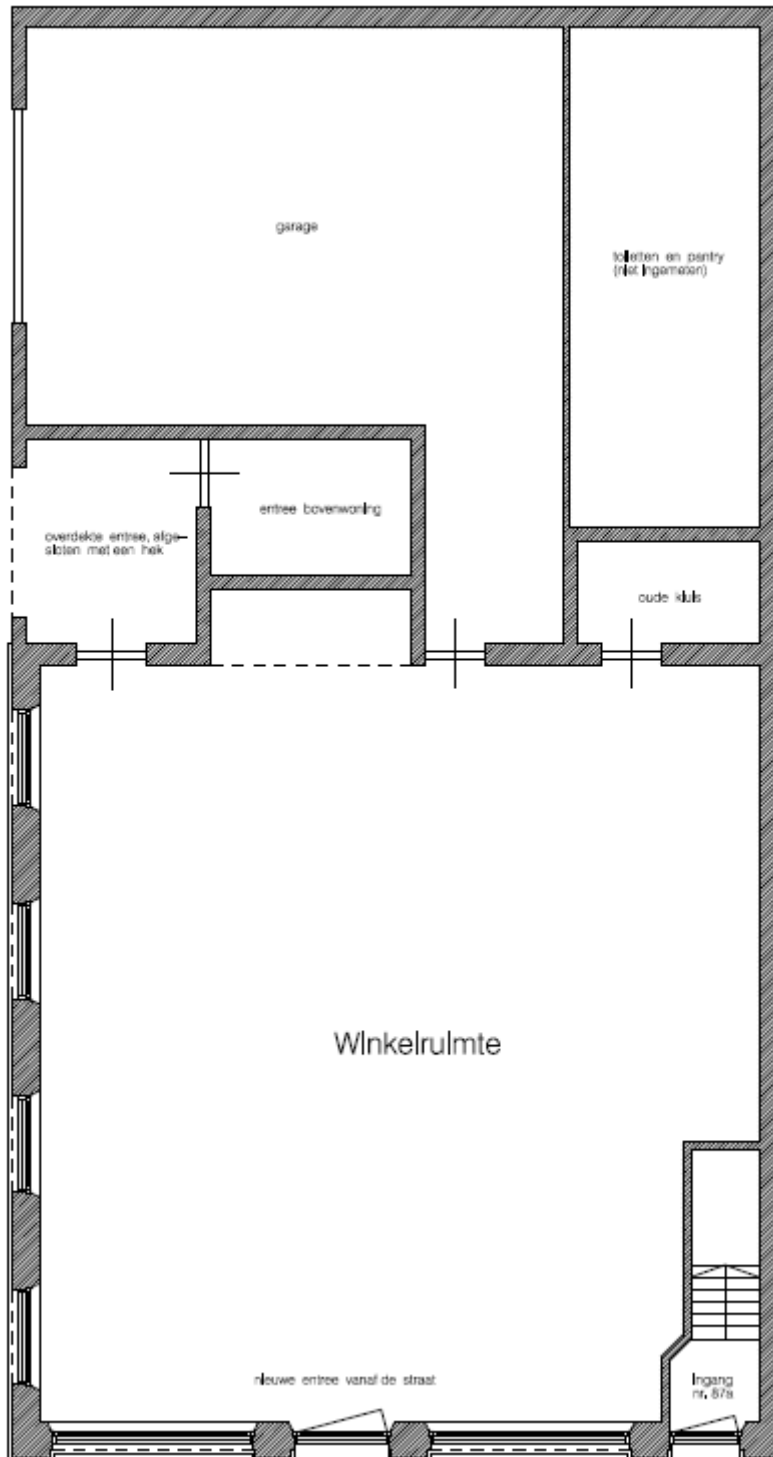 garage
toiletten en pantry
(niet ingemeten)
entree bovenwoning
overdekte entree, afge-
sloten met een hek
oude kluis
Winkelruimte
nieuwe entree vanaf de straat
Ingang
nr. 87a